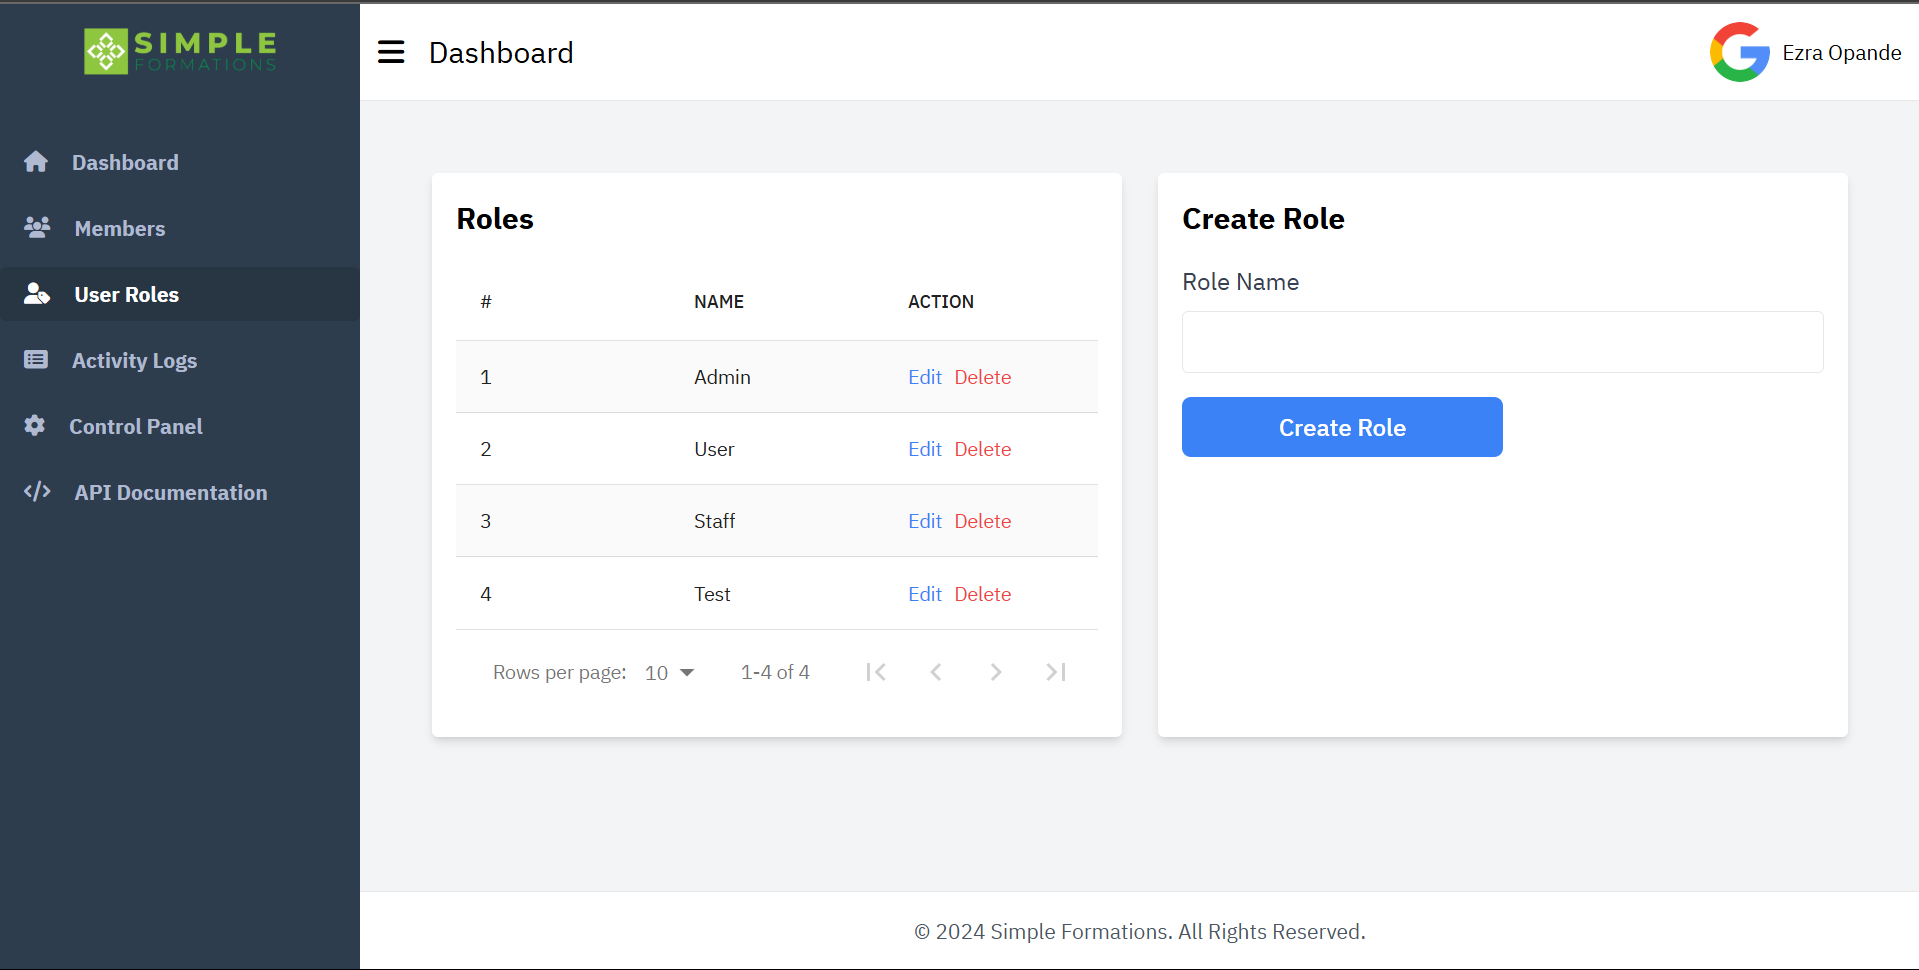 SIMPLE
FORMATIONS
Dashboard
Members
User Roles
Activity Logs
Control Panel
API Documentation
Dashboard
Ezra Opande
Roles
# NAME ACTION
1 Admin Edit Delete
2 User Edit Delete
3 Staff Edit Delete
4 Test Edit Delete
Rows per page: 10 1-4 of 4
Create Role
Role Name
Create Role
© 2024 Simple Formations. All Rights Reserved.